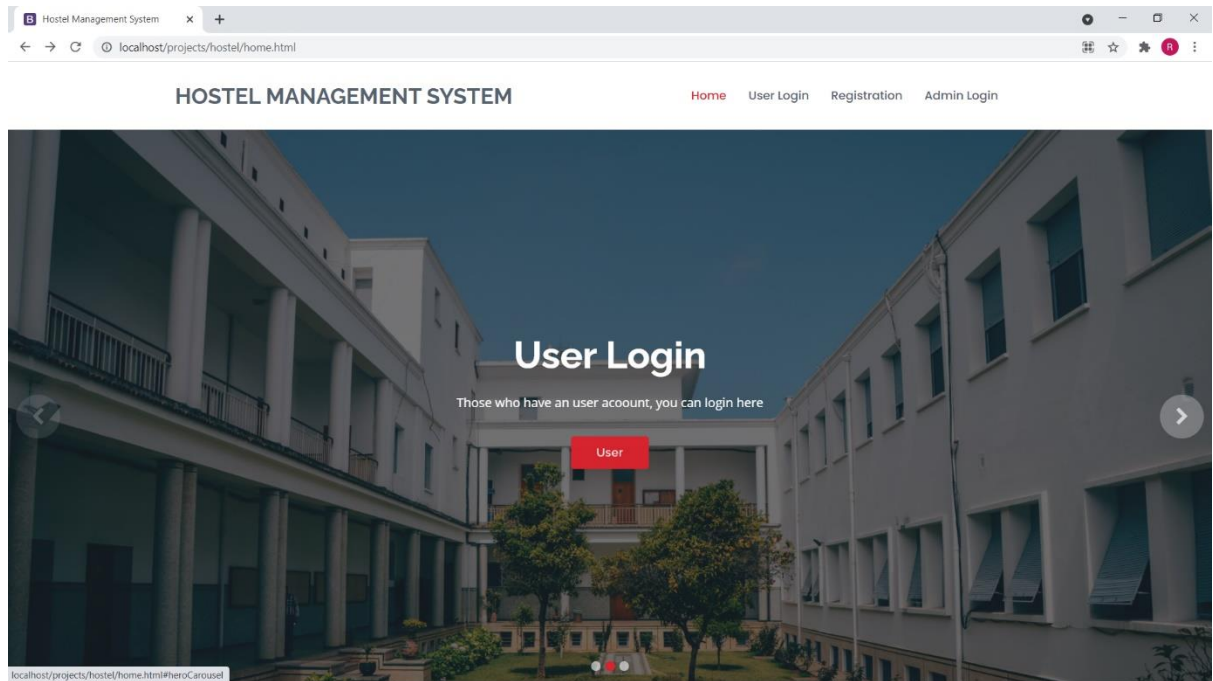 Hostel Management System
localhost/projects/hostel/home.html
R
HOSTEL MANAGEMENT SYSTEM
Home User Login Registration Admin Login
User Login
Those who have an user acoount, you can login here
User
localhost/projects/hostel/home.html#heroCarousel